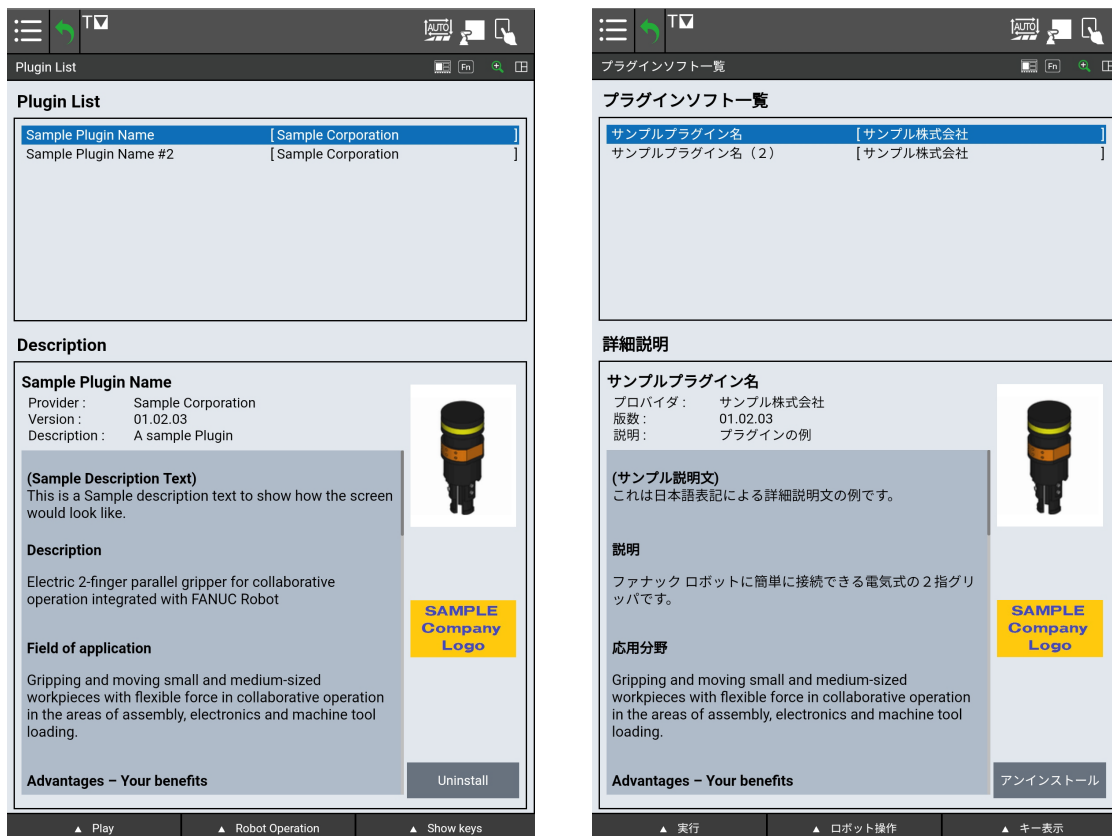 T
AUTO
Plugin List
Fn
Plugin List
Sample Plugin Name [ Sample Corporation ]
Sample Plugin Name #2 [ Sample Corporation ]
Description
Sample Plugin Name
Provider : Sample Corporation
Version : 01.02.03
Description : A sample Plugin
(Sample Description Text)
This is a Sample description text to show how the screen
would look like.
Description
Electric 2-finger parallel gripper for collaborative
operation integrated with FANUC Robot
SAMPLE
Company
Logo
Field of application
Gripping and moving small and medium-sized
workpieces with flexible force in collaborative operation
in the areas of assembly, electronics and machine tool
loading.
Advantages – Your benefits
Uninstall
▲ Play
▲ Robot Operation
▲ Show keys
T
AUTO
プラグインソフト一覧
Fn
プラグインソフト一覧
サンプルプラグイン名 [ サンプル株式会社 ]
サンプルプラグイン名（２） [ サンプル株式会社 ]
詳細説明
サンプルプラグイン名
プロバイダ : サンプル株式会社
版数 : 01.02.03
説明 : プラグインの例
(サンプル説明文)
これは日本語表記による詳細説明文の例です。
説明
ファナック ロボットに簡単に接続できる電気式の２指グリ
ッパです。
SAMPLE
Company
Logo
応用分野
Gripping and moving small and medium-sized
workpieces with flexible force in collaborative operation
in the areas of assembly, electronics and machine tool
loading.
Advantages – Your benefits
アンインストール
▲ 実行
▲ ロボット操作
▲ キー表示